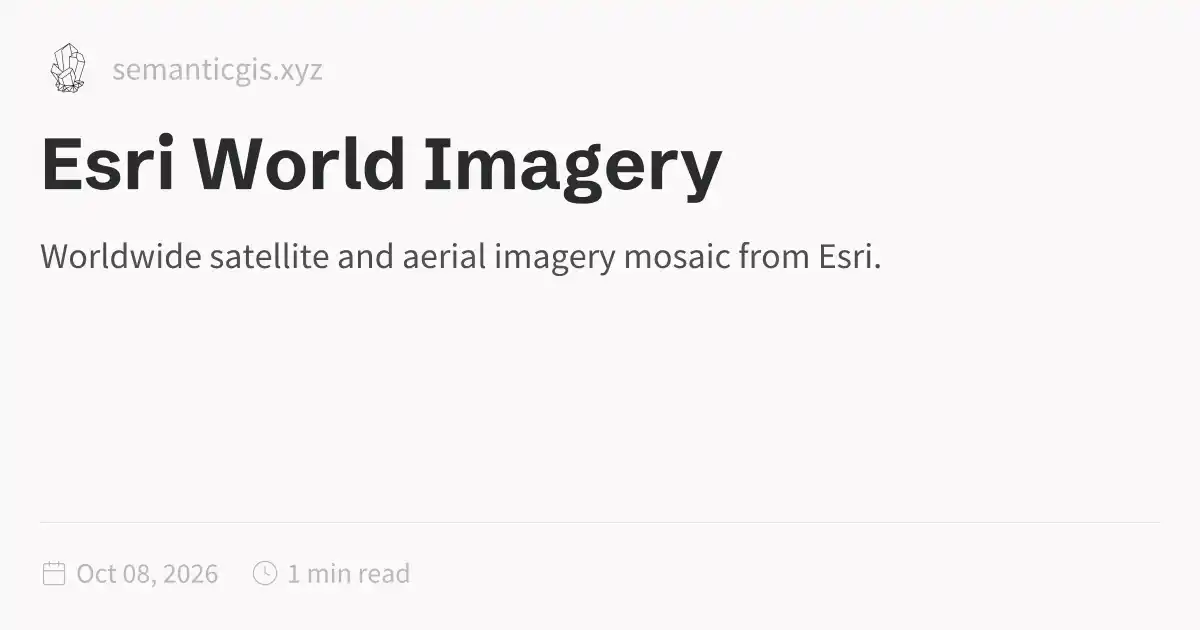 semanticgis.xyz
Esri World Imagery
Worldwide satellite and aerial imagery mosaic from Esri.
Oct 08, 2026 1 min read